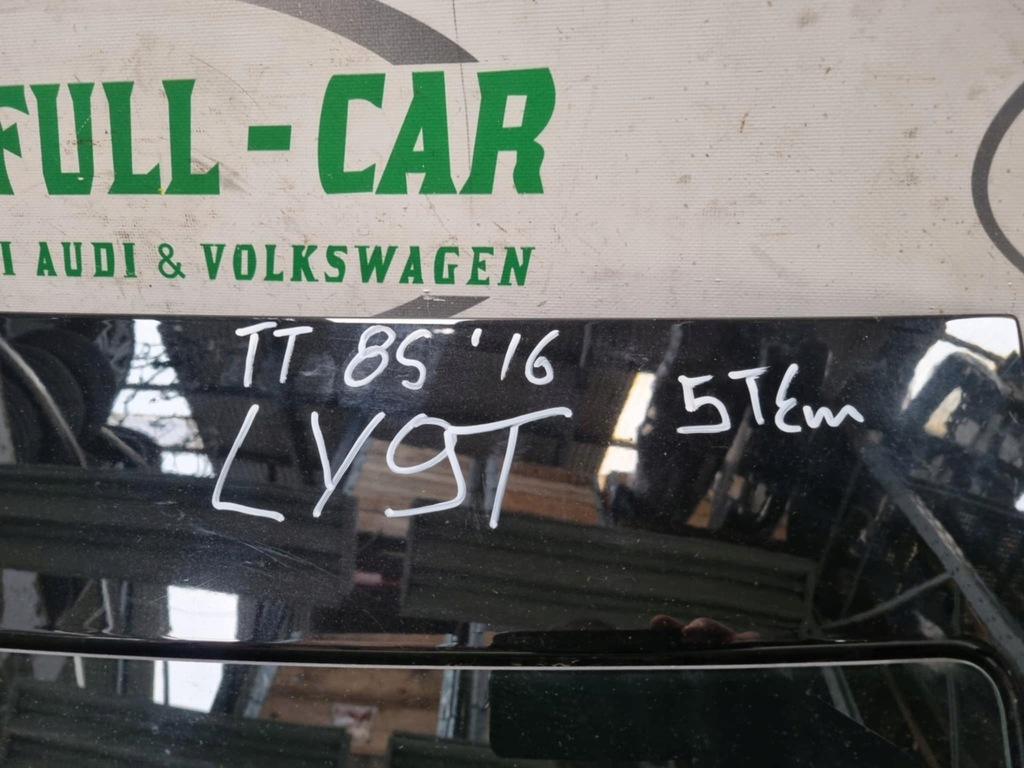 FULL - CAR
I AUDI & VOLKSWAGEN
TT 8S '16
LY9T
5TEm